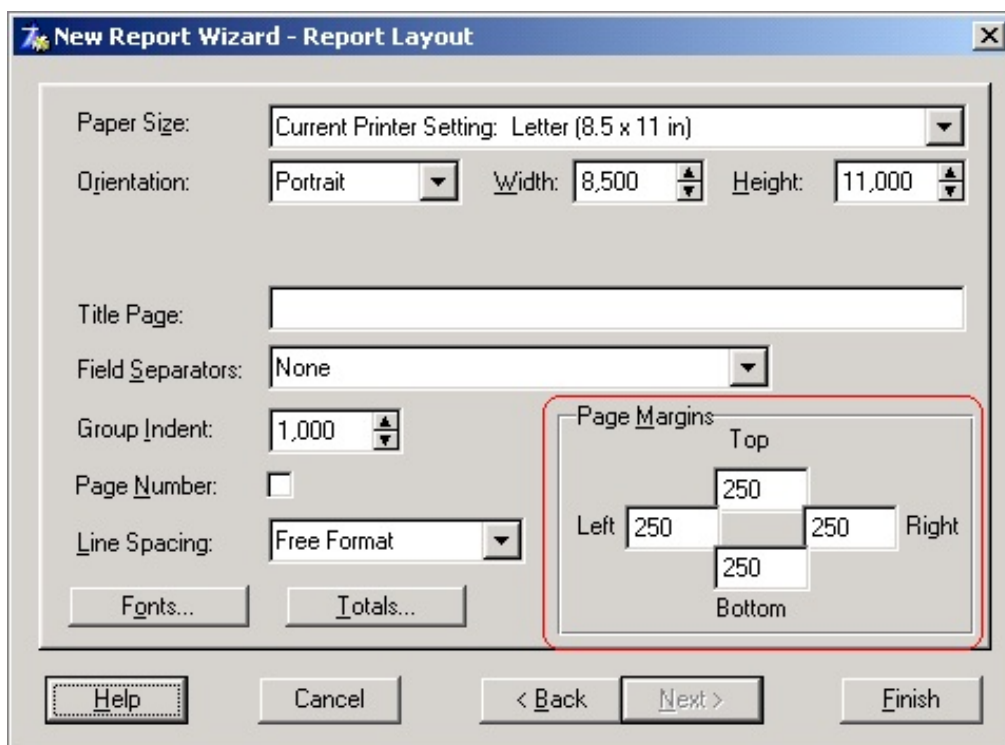 New Report Wizard - Report Layout
Paper Size: Current Printer Setting: Letter (8.5 x 11 in)
Orientation: Portrait Width: 8,500 Height: 11,000
Title Page:
Field Separators: None
Group Indent: 1,000
Page Number:
Line Spacing: Free Format
Fonts... Totals...
Page Margins
Top
250
Left 250 250 Right
250
Bottom
Help Cancel < Back Next > Finish